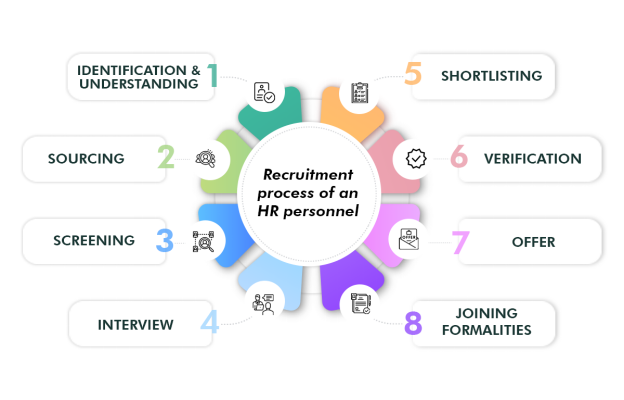 IDENTIFICATION &
UNDERSTANDING
1
SOURCING
2
SCREENING
3
INTERVIEW
4
Recruitment
process of an
HR personnel
5
SHORTLISTING
6
VERIFICATION
7
OFFER
OFFER
8
JOINING
FORMALITIES